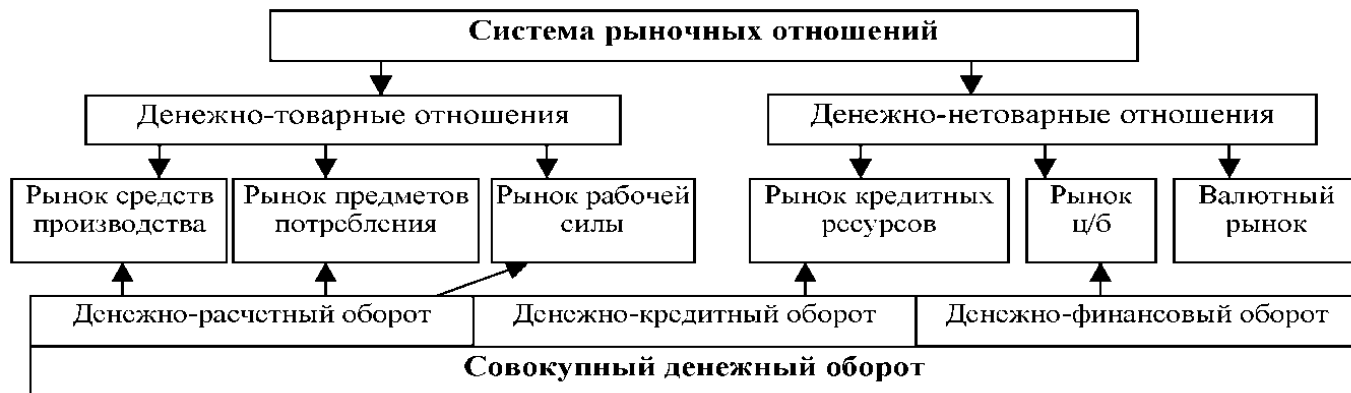 Система рыночных отношений
Денежно-товарные отношения
Денежно-нетоварные отношения
Рынок средств
производства
Рынок предметов
потребления
Рынок рабочей
силы
Рынок кредитных
ресурсов
Рынок
ц/б
Валютный
рынок
Денежно-расчетный оборот
Денежно-кредитный оборот
Денежно-финансовый оборот
Совокупный денежный оборот